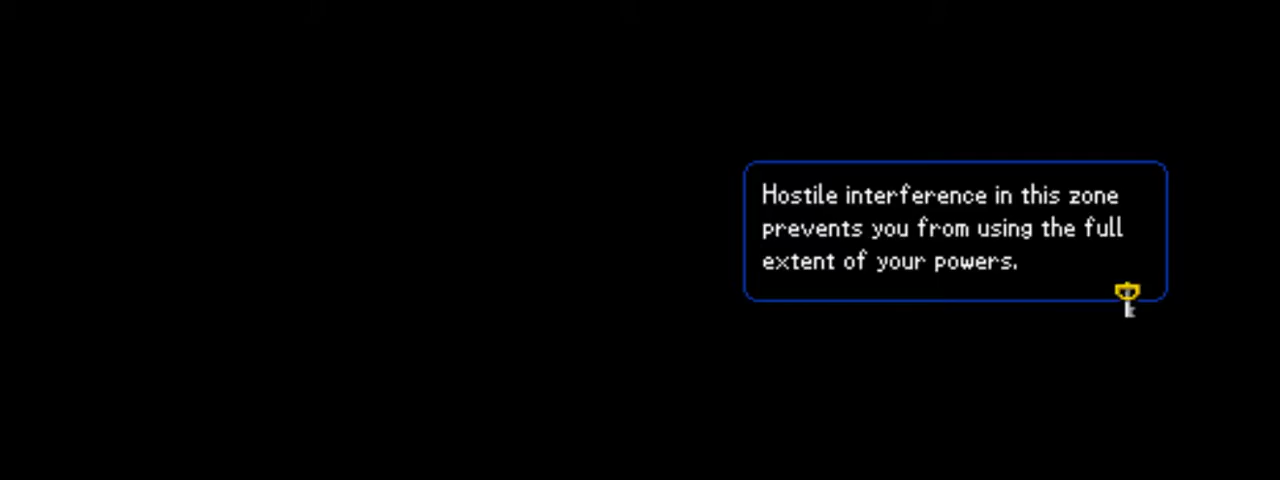 Hostile interference in this zone
prevents you from using the full
extent of your powers.